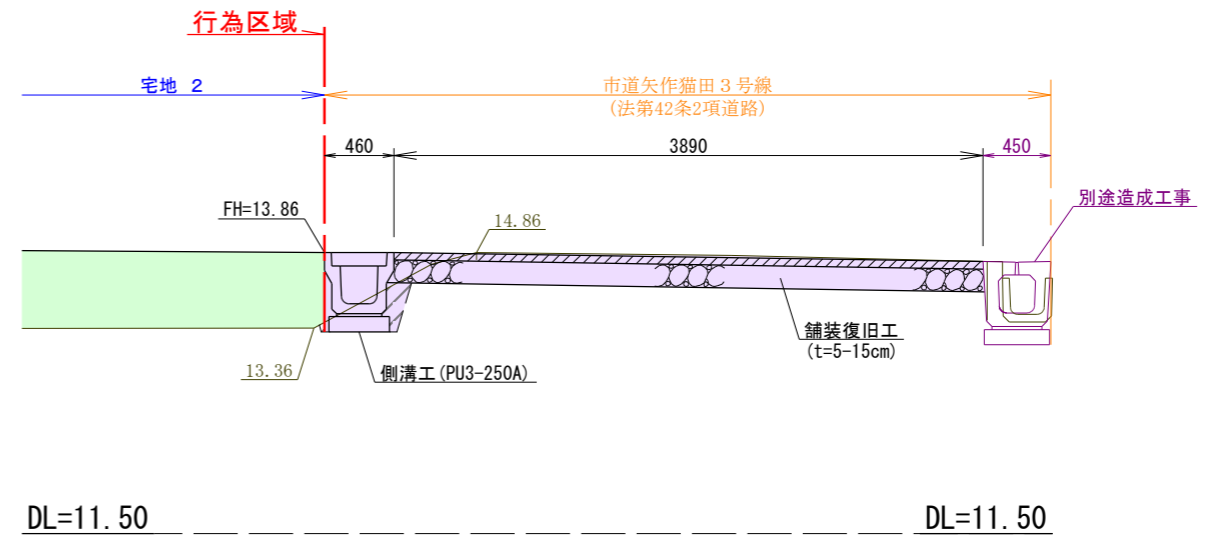 行為区域
宅地 2
市道矢作猫田3号線
(法第42条2項道路)
460
3890
450
別途造成工事
FH=13.86
14.86
舗装復旧工
(t=5-15cm)
13.36
側溝工(PU3-250A)
DL=11.50
DL=11.50